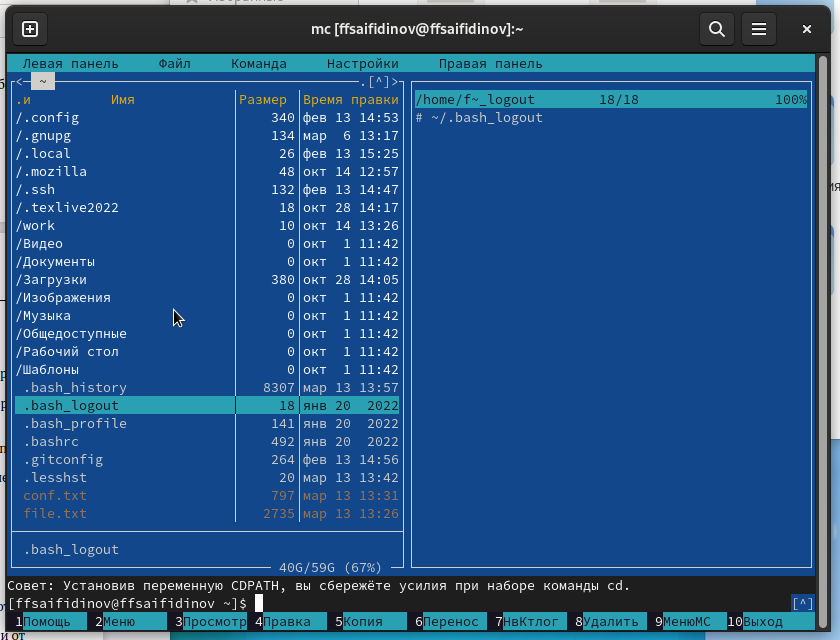 mc [ffsaifidinov@ffsaifidinov]:~
Левая панель Файл Команда Настройки Правая панель
<─ ~ .[^]>
.и Имя Размер Время правки
/.config 340 фев 13 14:53
/.gnupg 134 мар 6 13:17
/.local 26 фев 13 15:25
/.mozilla 48 окт 14 12:57
/.ssh 132 фев 13 14:47
/.texlive2022 18 окт 28 14:17
/work 10 окт 14 13:26
/Видео 0 окт 1 11:42
/Документы 0 окт 1 11:42
/Загрузки 380 окт 28 14:05
/Изображения 0 окт 1 11:42
/Музыка 0 окт 1 11:42
/Общедоступные 0 окт 1 11:42
/Рабочий стол 0 окт 1 11:42
/Шаблоны 0 окт 1 11:42
.bash_history 8307 мар 13 13:57
.bash_logout 18 янв 20 2022
.bash_profile 141 янв 20 2022
.bashrc 492 янв 20 2022
.gitconfig 264 фев 13 14:56
.lesshst 20 мар 13 13:42
conf.txt 797 мар 13 13:31
file.txt 2735 мар 13 13:26
.bash_logout
40G/59G (67%)
/home/f~_logout 18/18 100%
# ~/.bash_logout
Совет: Установив переменную CDPATH, вы сбережёте усилия при наборе команды cd.
[ffsaifidinov@ffsaifidinov ~]$ [^]
1Помощь 2Меню 3Просмотр 4Правка 5Копия 6Перенос 7НвКтлог 8Удалить 9МенюMC 10Выход